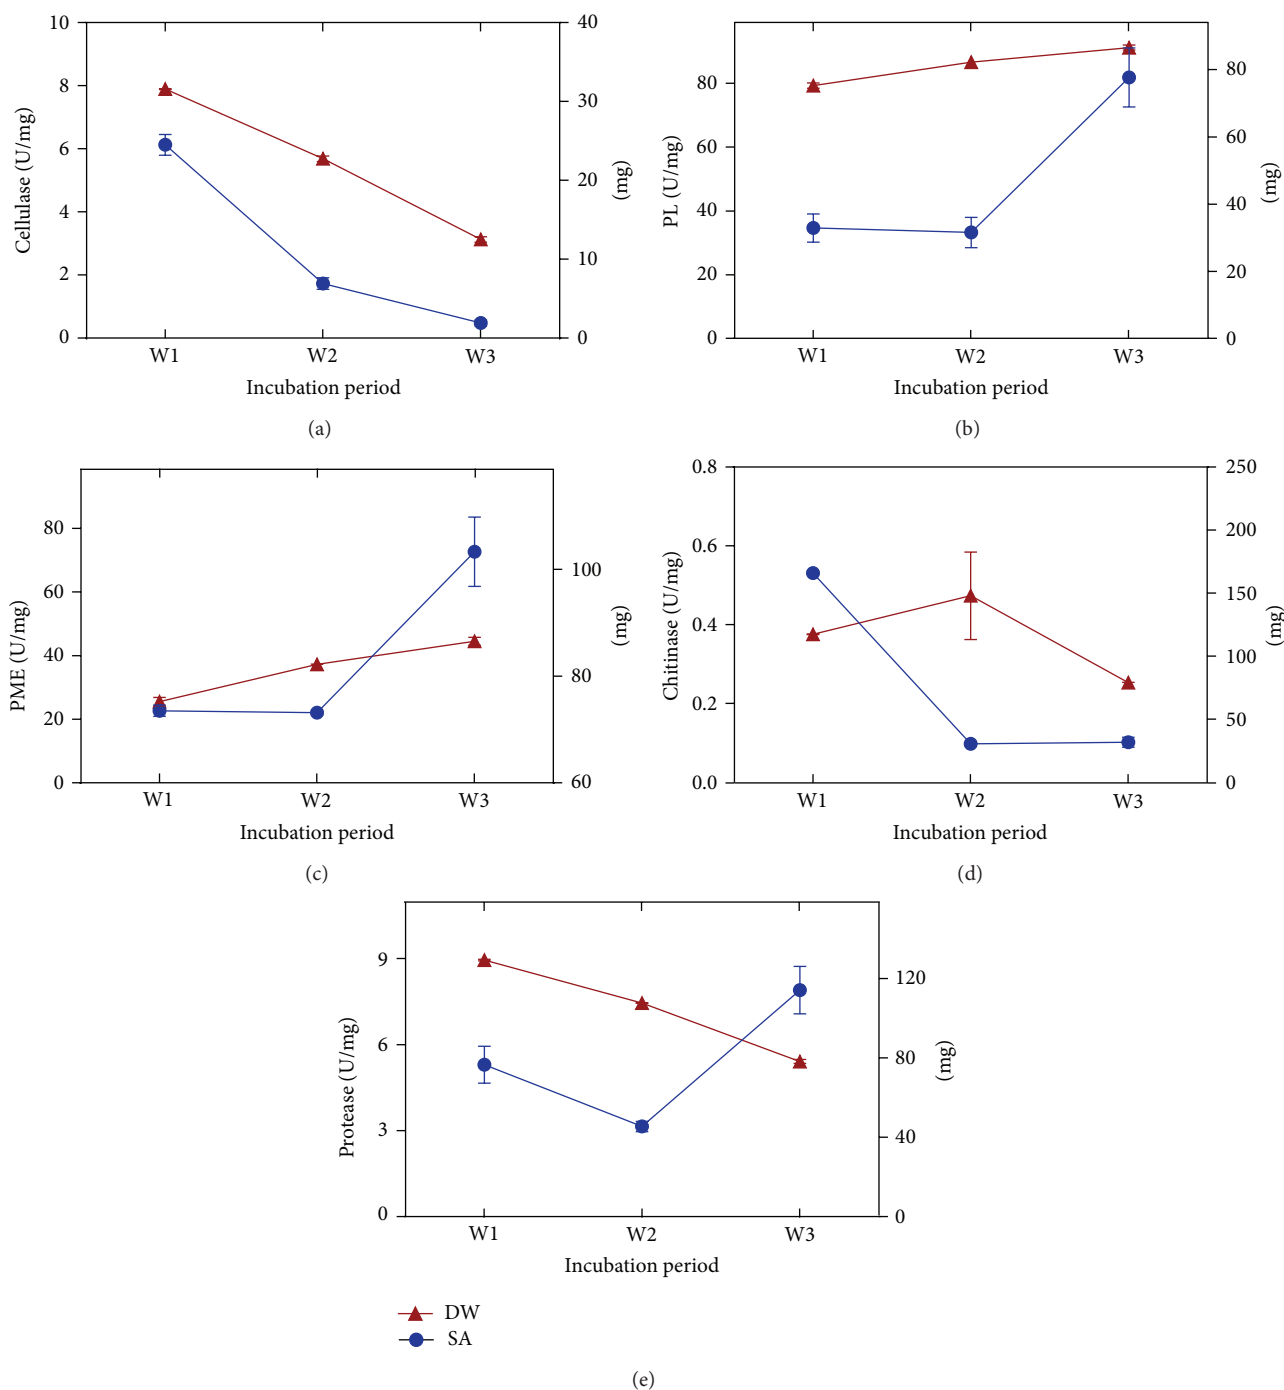 10
8
6
4
2
0
Cellulase (U/mg)
40
30
20
10
0
(mg)
W1 W2 W3
Incubation period
(a)
80
60
40
20
0
PL (U/mg)
80
60
40
20
0
(mg)
W1 W2 W3
Incubation period
(b)
80
60
40
20
0
PME (U/mg)
100
80
60
(mg)
W1 W2 W3
Incubation period
(c)
0.8
0.6
0.4
0.2
0.0
Chitinase (U/mg)
250
200
150
100
50
0
(mg)
W1 W2 W3
Incubation period
(d)
9
6
3
0
Protease (U/mg)
120
80
40
0
(mg)
W1 W2 W3
Incubation period
DW
SA
(e)